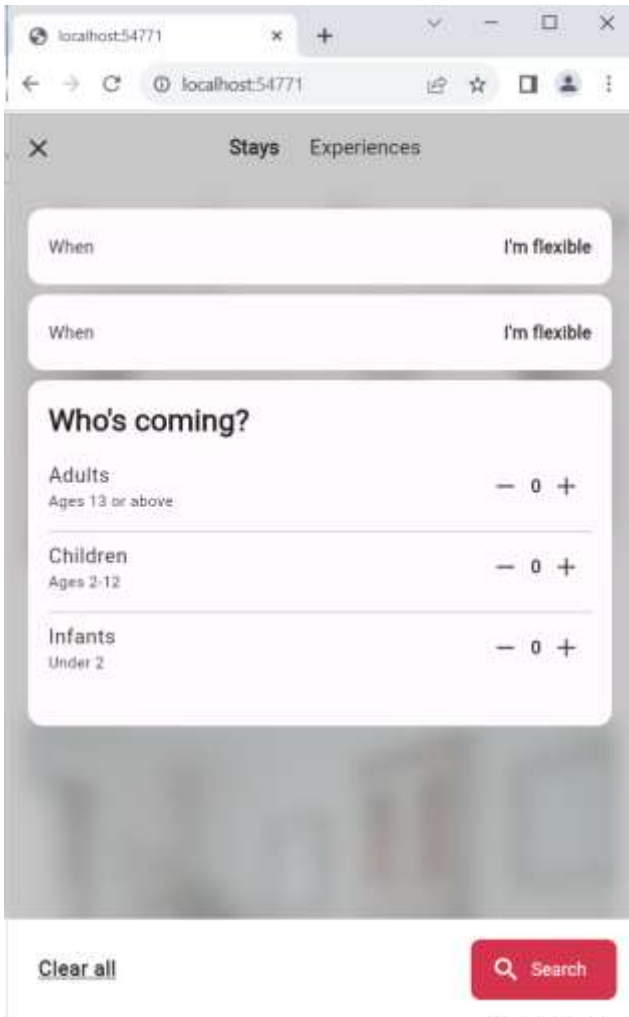 localhost:54771
localhost:54771
Stays Experiences
When I'm flexible
When I'm flexible
Who's coming?
Adults
Ages 13 or above
0
Children
Ages 2-12
0
Infants
Under 2
0
Clear all
Search